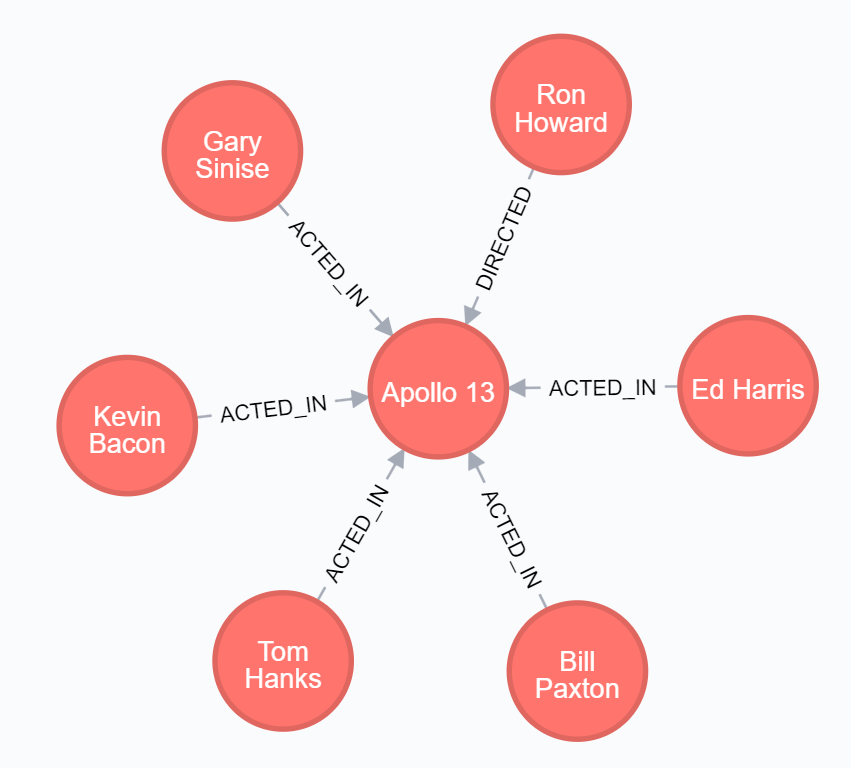 Ron
Howard
Gary
Sinise
DIRECTED
ACTED_IN
Apollo 13
ACTED_IN
Ed Harris
Kevin
Bacon
ACTED_IN
ACTED_IN
ACTED_IN
Tom
Hanks
Bill
Paxton